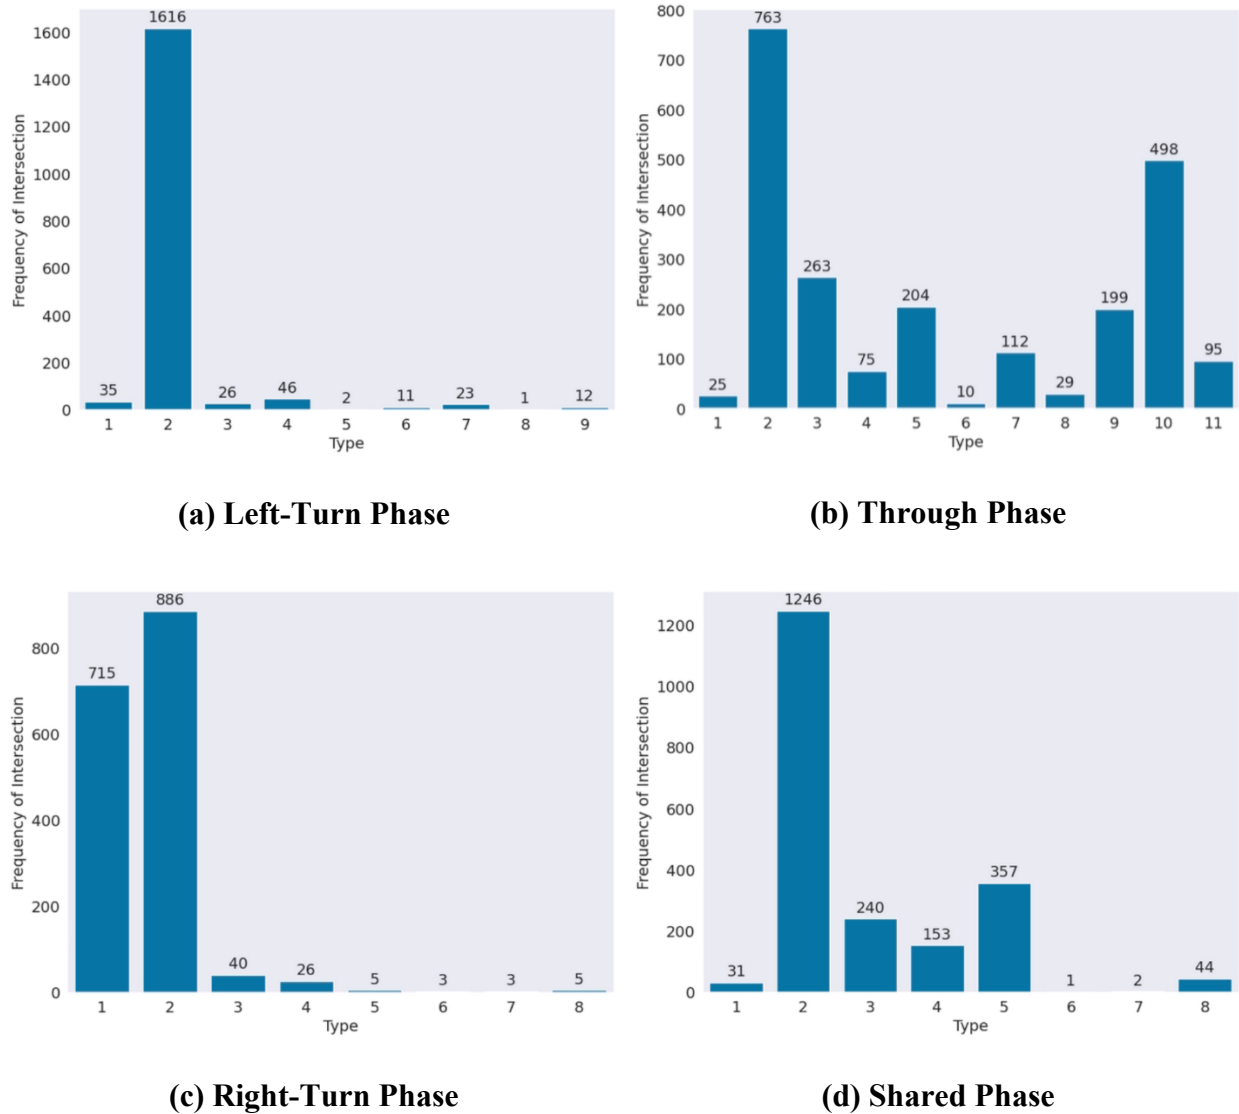 1616
1600
1400
1200
1000
800
600
400
200
0
Frequency of Intersection
35 26 46 2 11 23 1 12
1 2 3 4 5 6 7 8 9
Type
(a) Left-Turn Phase
800
763
700
600
500
400
300
200
100
0
Frequency of Intersection
25 263 75 204 10 112 29 199 498 95
1 2 3 4 5 6 7 8 9 10 11
Type
(b) Through Phase
886
800
715
600
400
200
0
Frequency of Intersection
40 26 5 3 3 5
1 2 3 4 5 6 7 8
Type
(c) Right-Turn Phase
1246
1200
1000
800
600
400
200
0
Frequency of Intersection
31 240 153 357 1 2 44
1 2 3 4 5 6 7 8
Type
(d) Shared Phase